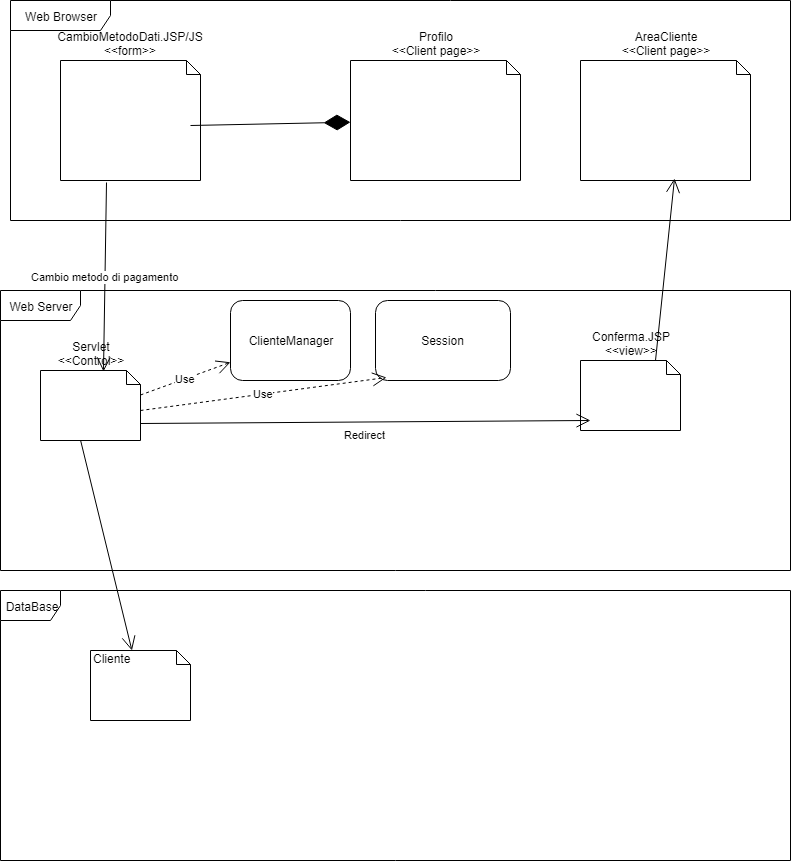 Web Browser
CambioMetodoDati.JSP/JS
<<form>>
Profilo
<<Client page>>
AreaCliente
<<Client page>>
Cambio metodo di pagamento
Web Server
Servlet
<<Control>>
ClienteManager
Session
Conferma.JSP
<<view>>
Use
Use
Redirect
DataBase
Cliente